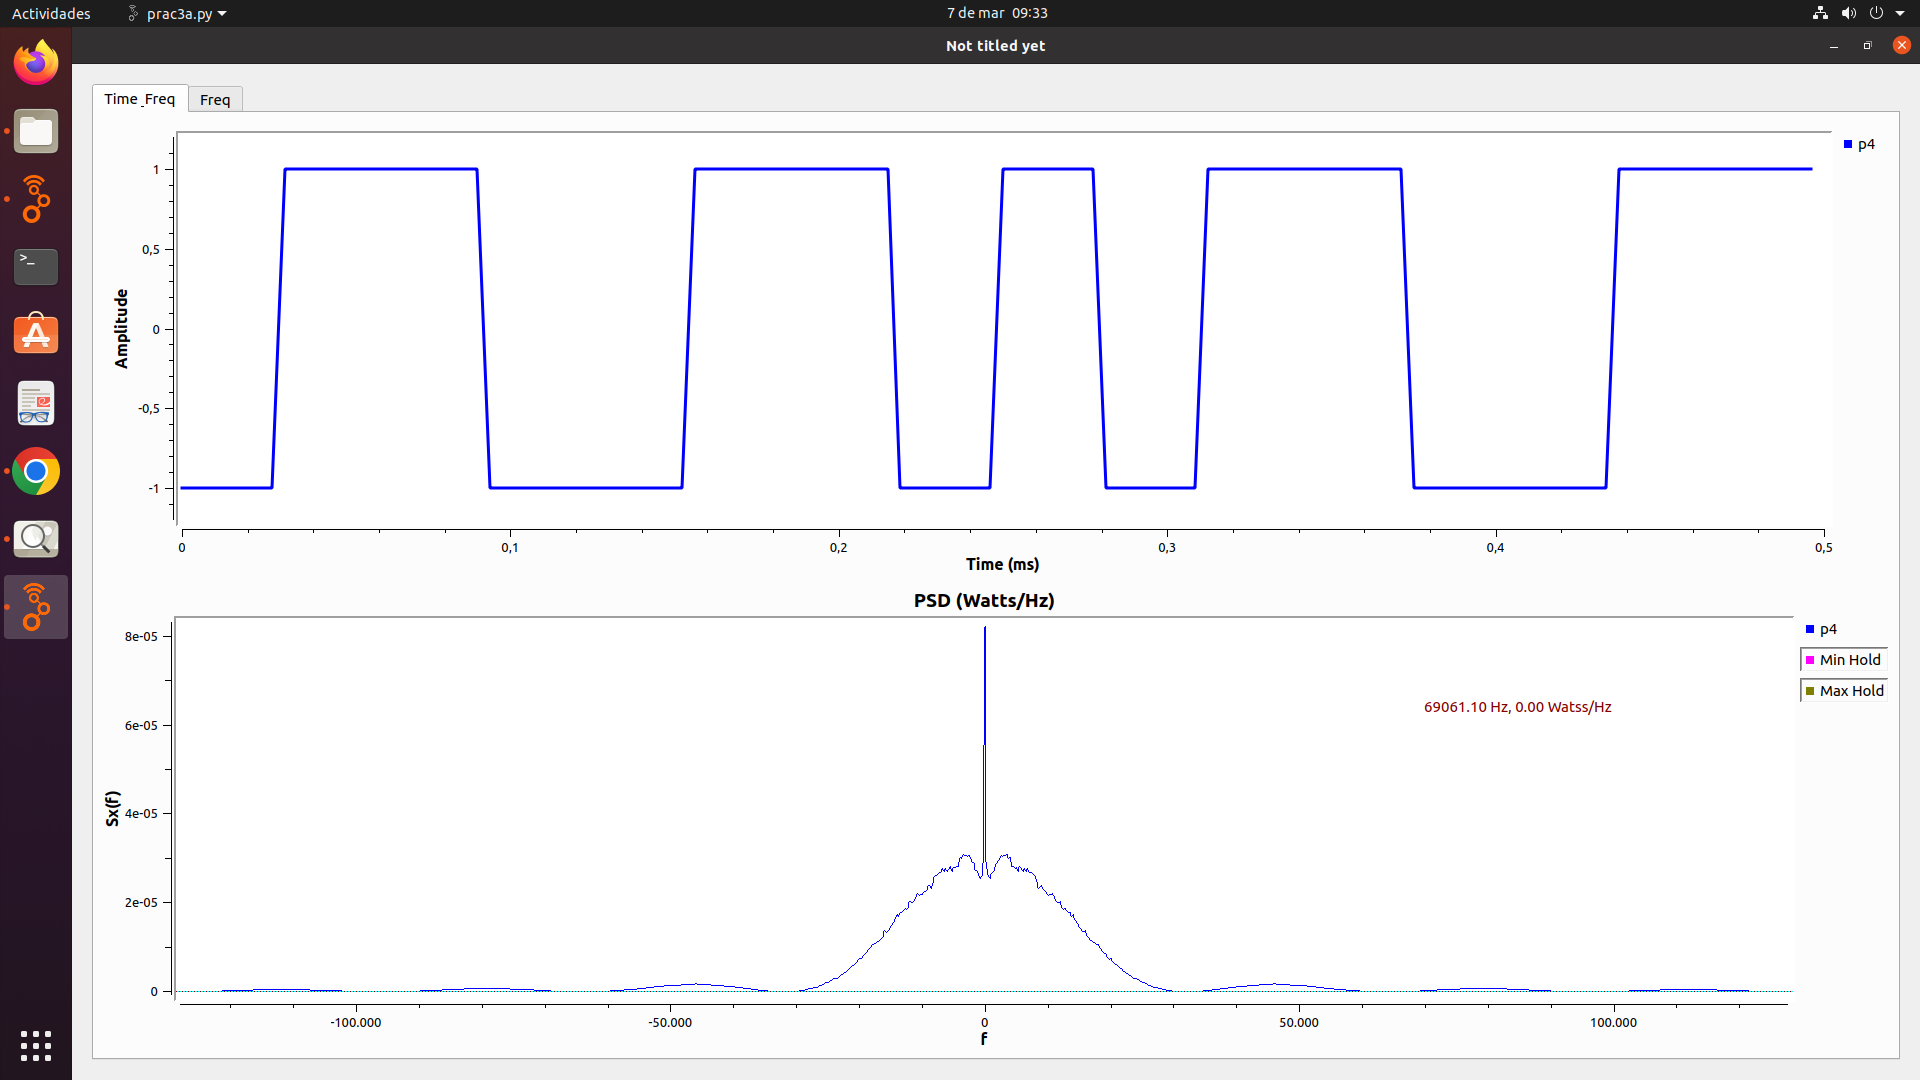 Actividades prac3a.py 7 de mar 09:33
Not titled yet
Time_Freq Freq
p4
1
0,5
0
-0,5
-1
Amplitude
0 0,1 0,2 0,3 0,4 0,5
Time (ms)
PSD (Watts/Hz)
p4
Min Hold
Max Hold
69061.10 Hz, 0.00 Watss/Hz
8e-05
6e-05
4e-05
2e-05
0
Sx(f)
-100.000 -50.000 0 50.000 100.000
f